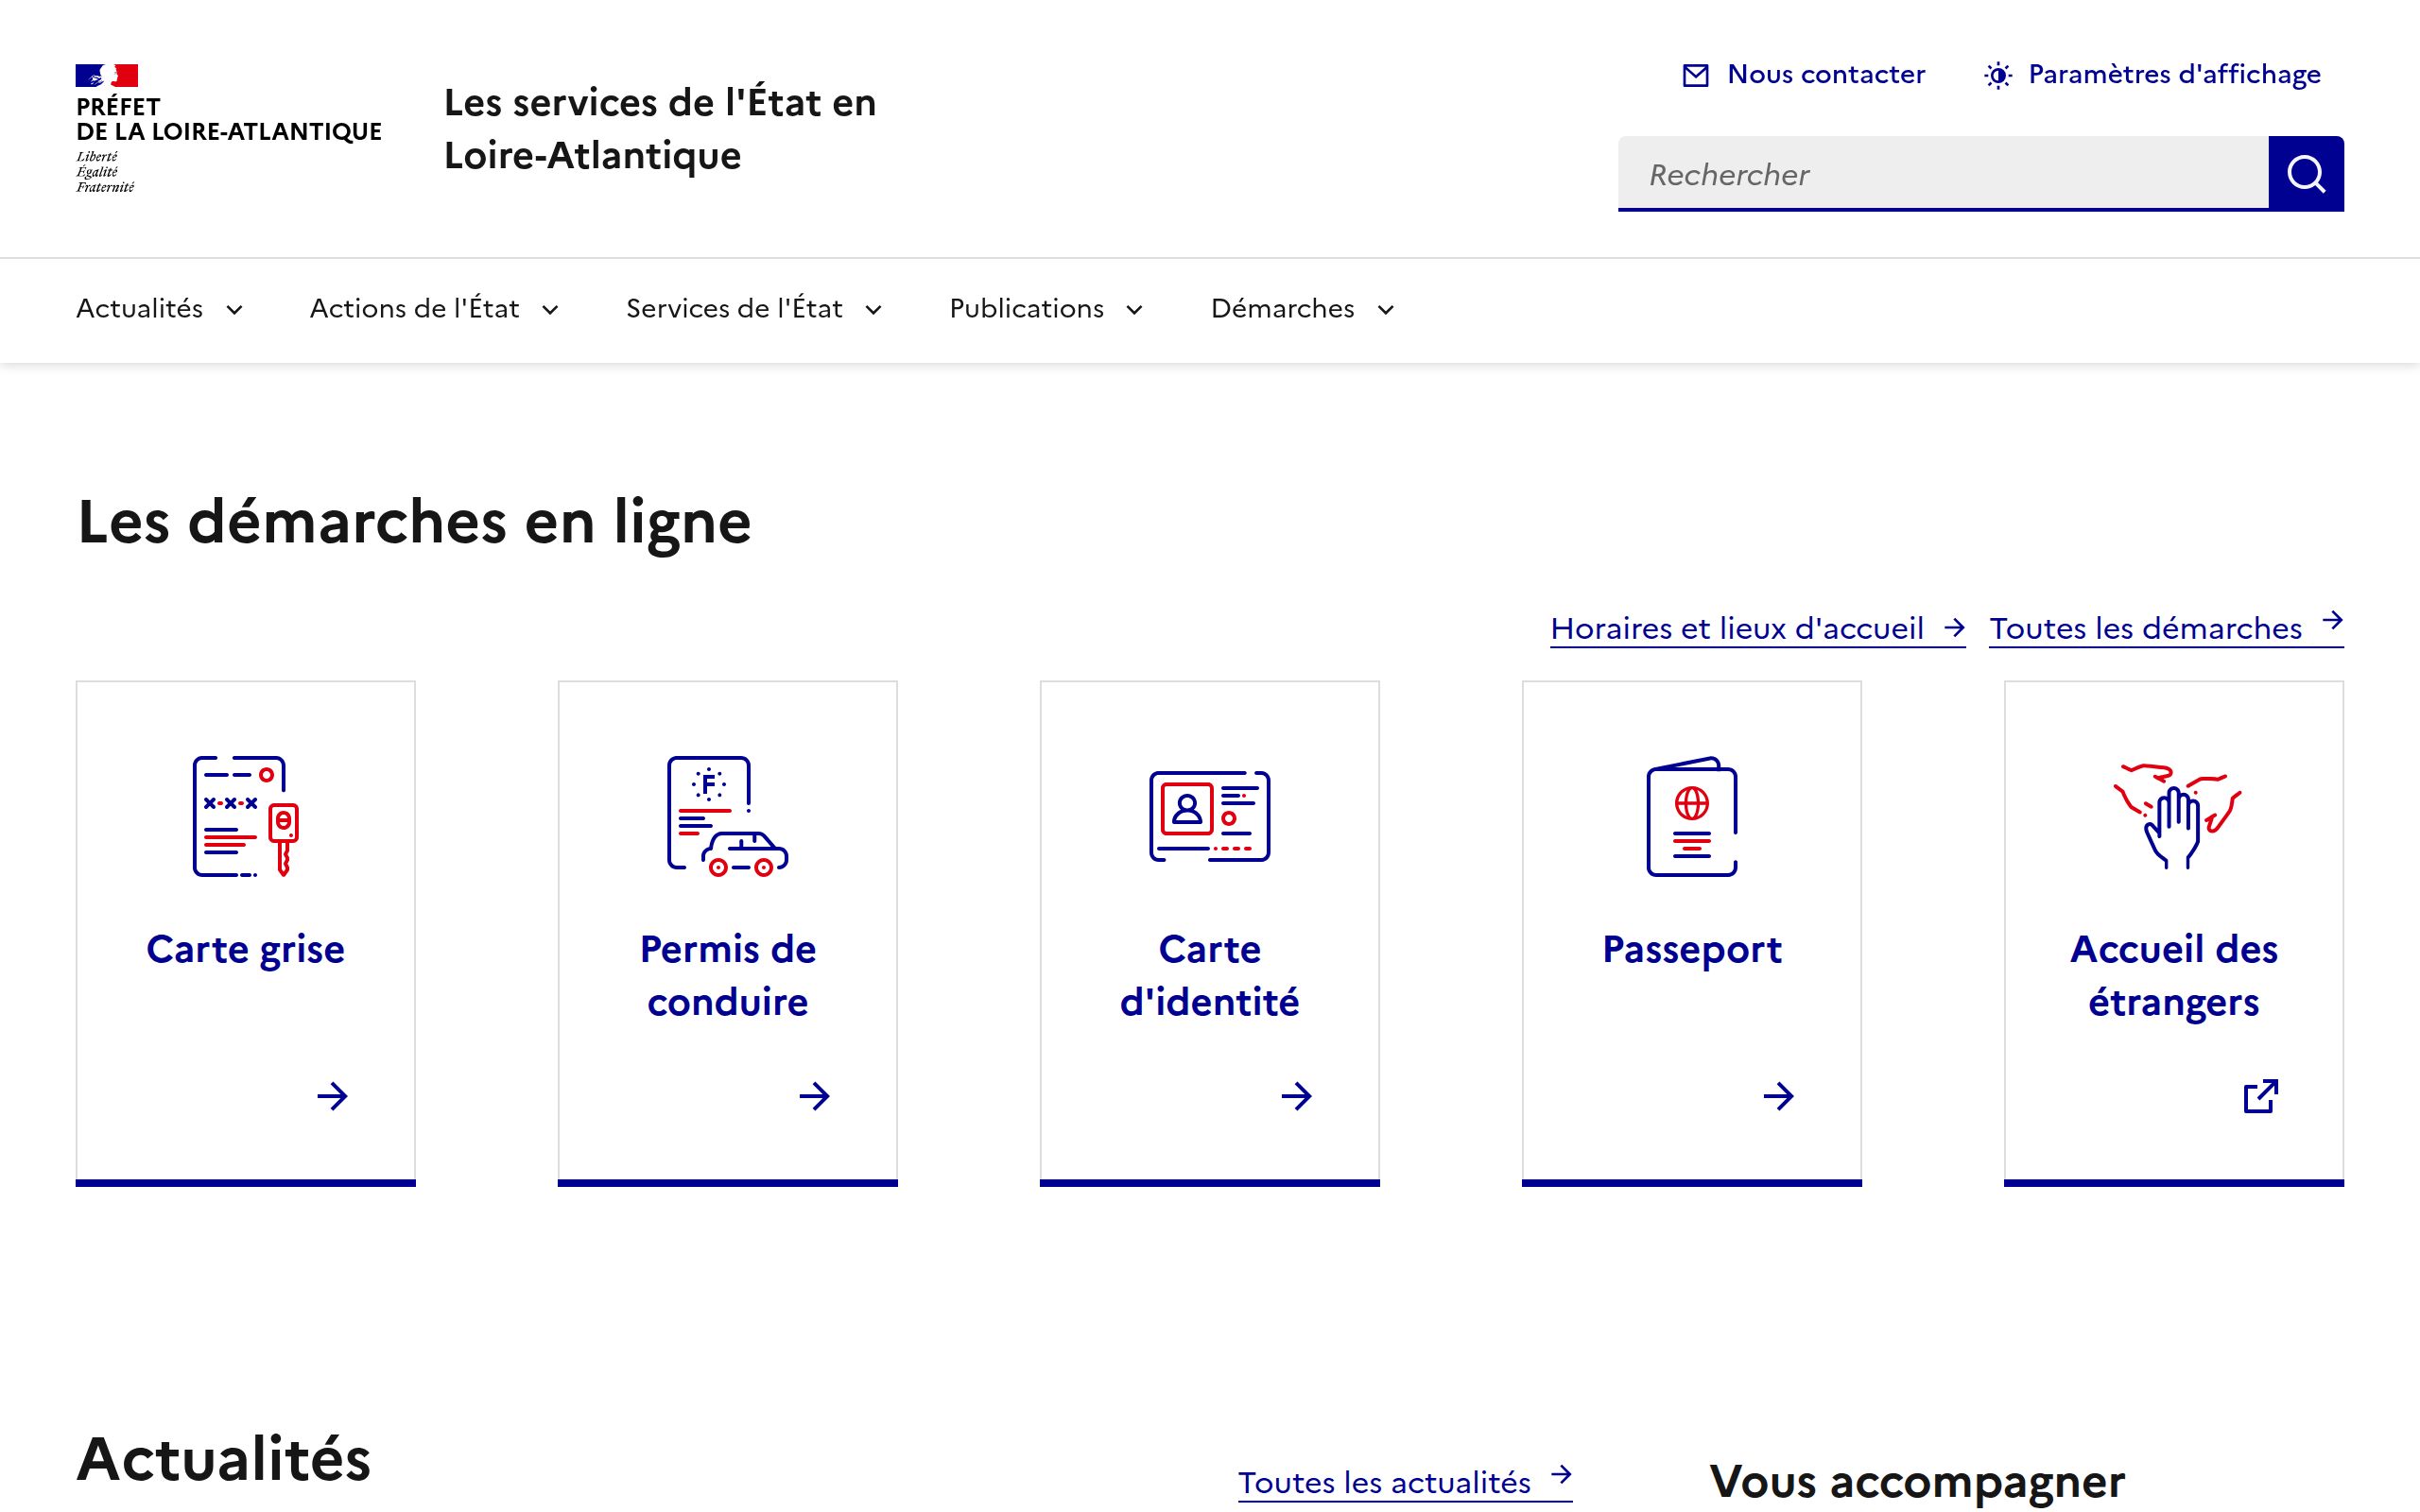 PRÉFET
DE LA LOIRE-ATLANTIQUE
Liberté
Égalité
Fraternité
Les services de l'État en
Loire-Atlantique
Nous contacter
Paramètres d'affichage
Rechercher
Actualités
Actions de l'État
Services de l'État
Publications
Démarches
Les démarches en ligne
Horaires et lieux d'accueil
Toutes les démarches
F
Carte grise
Permis de
conduire
Carte
d'identité
Passeport
Accueil des
étrangers
Actualités
Toutes les actualités
Vous accompagner